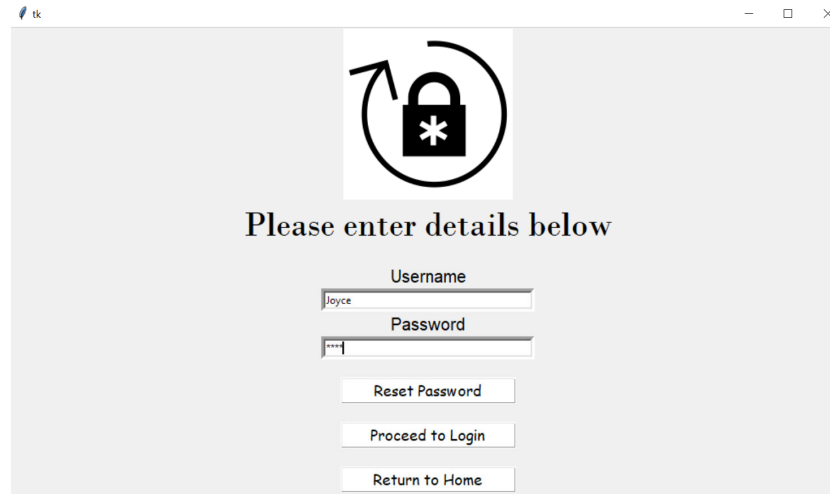 tk
Please enter details below
Username
Joyce
Password
****
Reset Password
Proceed to Login
Return to Home